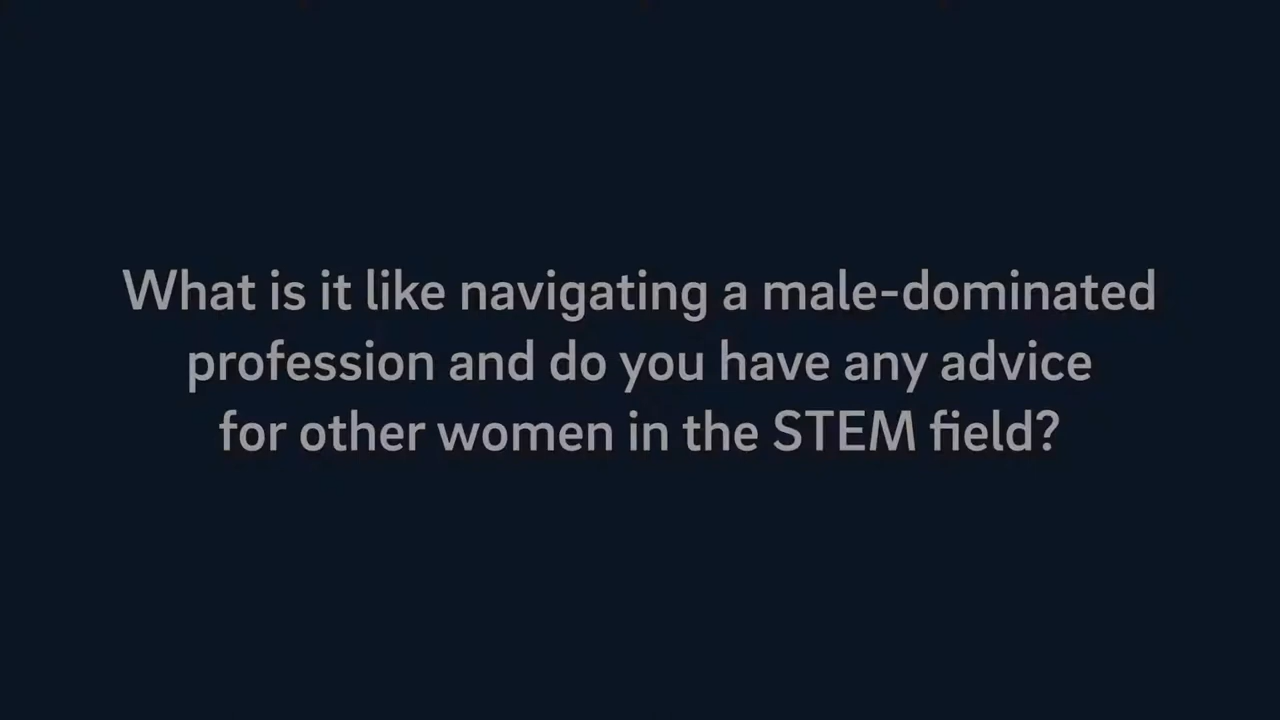 What is it like navigating a male-dominated
profession and do you have any advice
for other women in the STEM field?